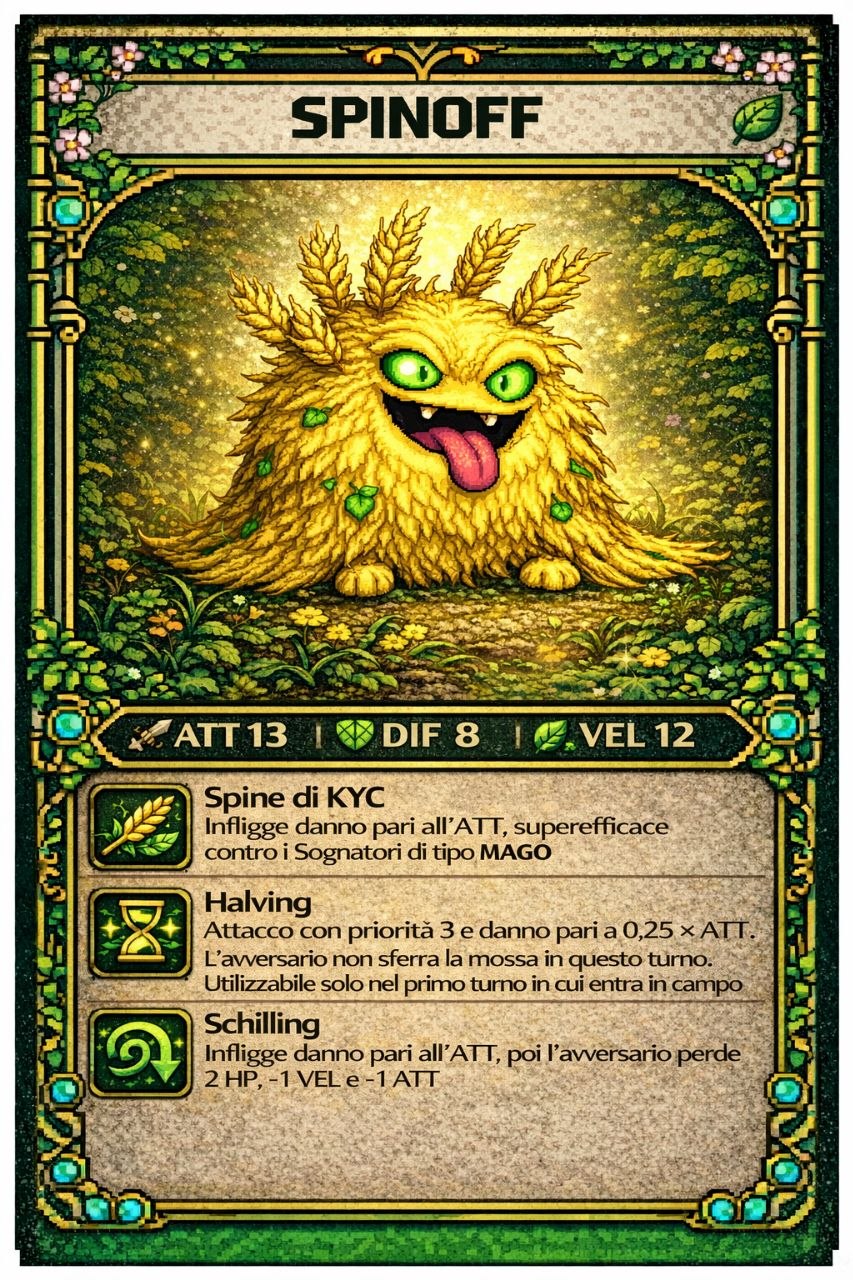 SPINOFF
ATT 13 | DIF 8 | VEL 12
Spine di KYC
Infligge danno pari all'ATT, superefficace
contro i Sognatori di tipo MAGO
Halving
Attacco con priorità 3 e danno pari a 0,25 × ATT.
L'avversario non sferra la mossa in questo turno.
Utilizzabile solo nel primo turno in cui entra in campo
Schilling
Infligge danno pari all'ATT, poi l'avversario perde
2 HP, -1 VEL e -1 ATT